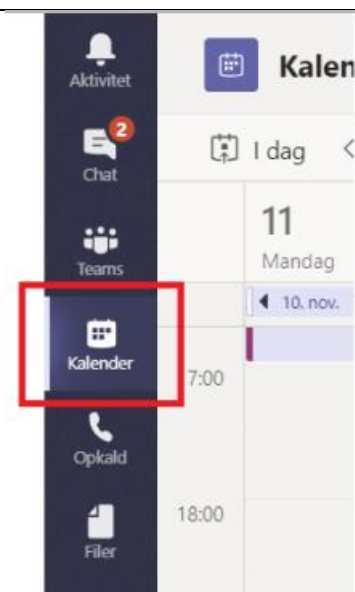 Aktivitet
2
Chat
Teams
Kalender
Opkald
Filer
Kalen
I dag
11
Mandag
10. nov.
7:00
18:00